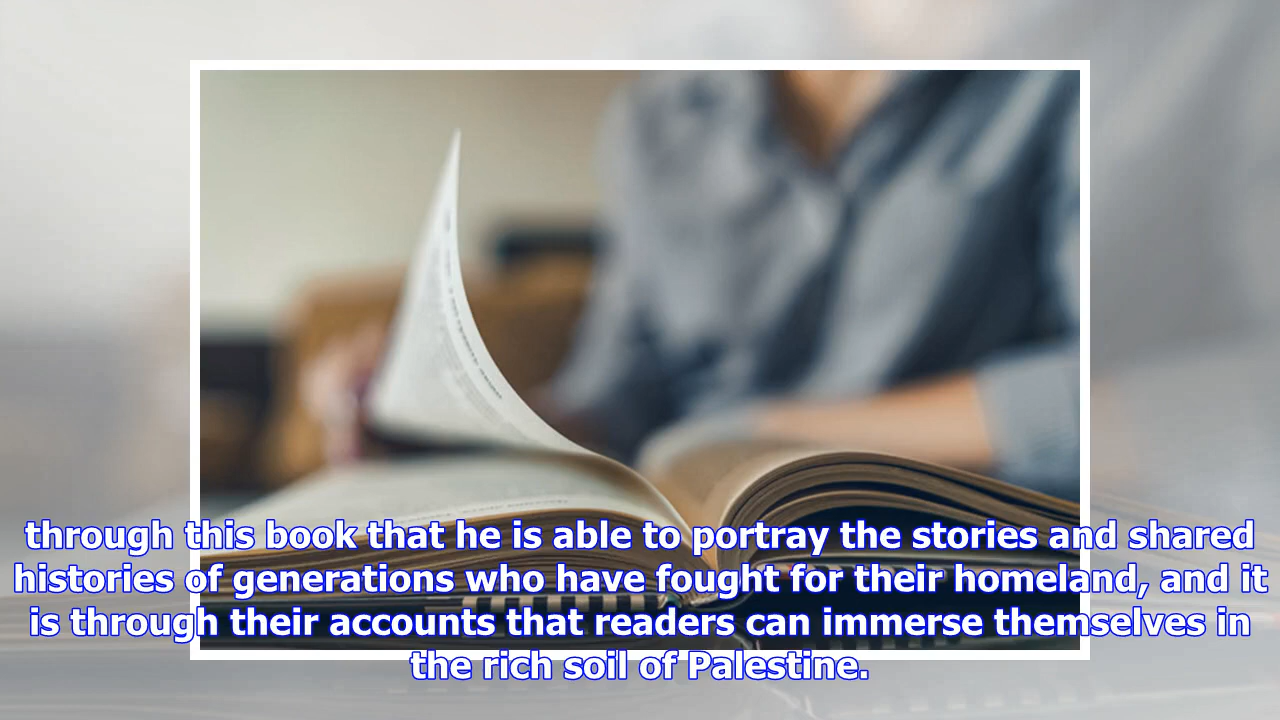 through this book that he is able to portray the stories and shared
histories of generations who have fought for their homeland, and it
is through their accounts that readers can immerse themselves in
the rich soil of Palestine.